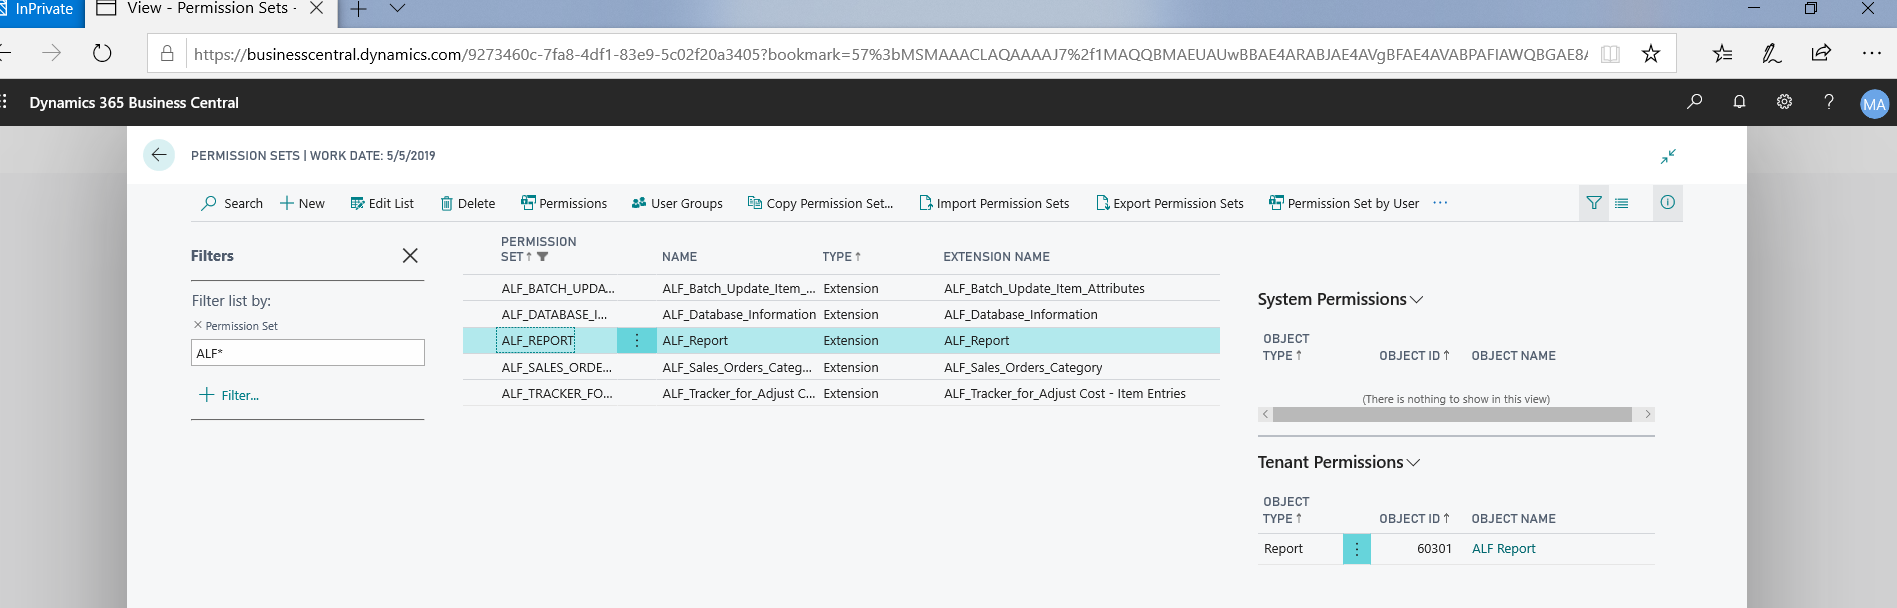 InPrivate
View - Permission Sets -
https://businesscentral.dynamics.com/9273460c-7fa8-4df1-83e9-5c02f20a3405?bookmark=57%3bMSMAAACLAQAAAAJ7%2f1MAQQBMAEUAUwBBAE4ARABJAE4AVgBFAE4AVABPAFIAWQBGAE8A
Dynamics 365 Business Central
MA
PERMISSION SETS | WORK DATE: 5/5/2019
Search New Edit List Delete Permissions User Groups Copy Permission Set... Import Permission Sets Export Permission Sets Permission Set by User ...
Filters
Filter list by:
× Permission Set
ALF*
Filter...
PERMISSION
SET↑ NAME TYPE↑ EXTENSION NAME
ALF_BATCH_UPDA... ALF_Batch_Update_Item_... Extension ALF_Batch_Update_Item_Attributes
ALF_DATABASE_I... ALF_Database_Information Extension ALF_Database_Information
ALF_REPORT ALF_Report Extension ALF_Report
ALF_SALES_ORDE... ALF_Sales_Orders_Categ... Extension ALF_Sales_Orders_Category
ALF_TRACKER_FO... ALF_Tracker_for_Adjust C... Extension ALF_Tracker_for_Adjust Cost - Item Entries
System Permissions
OBJECT
TYPE↑ OBJECT ID↑ OBJECT NAME
(There is nothing to show in this view)
Tenant Permissions
OBJECT
TYPE↑ OBJECT ID↑ OBJECT NAME
Report 60301 ALF Report